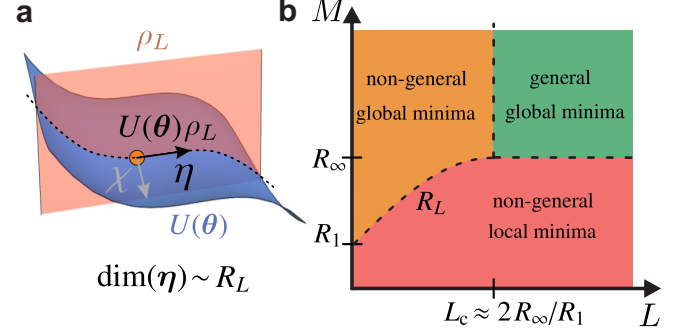 a
ρ_L
U(θ)ρ_L
χ
η
U(θ)
dim(η) ~ R_L
b
M
non-general
global minima
general
global minima
R_∞
R_L
non-general
local minima
R_1
L_c ≈ 2R_∞/R_1
L